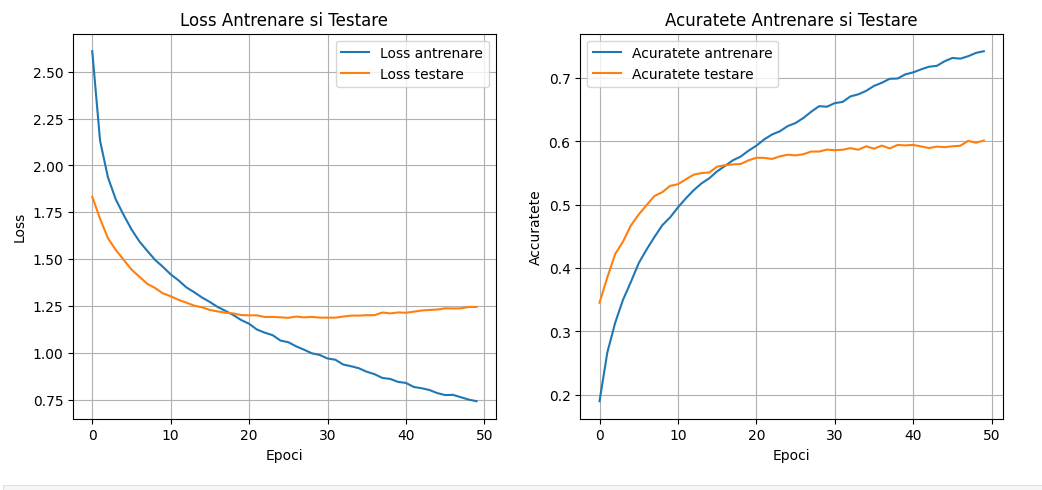 Loss Antrenare si Testare
Loss antrenare
Loss testare
2.50
2.25
2.00
1.75
1.50
1.25
1.00
0.75
Loss
0 10 20 30 40 50
Epoci
Acuratete Antrenare si Testare
Acuratete antrenare
Acuratete testare
0.7
0.6
0.5
0.4
0.3
0.2
Accuratete
0 10 20 30 40 50
Epoci